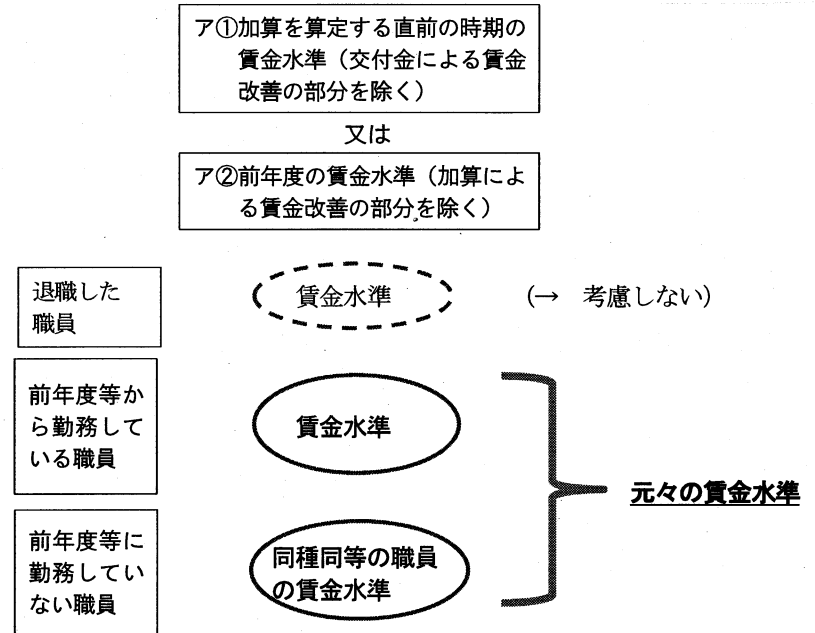 ア①加算を算定する直前の時期の
賃金水準（交付金による賃金
改善の部分を除く）
又は
ア②前年度の賃金水準（加算によ
る賃金改善の部分を除く）
退職した
職員
賃金水準
（→　考慮しない）
前年度等か
ら勤務して
いる職員
賃金水準
元々の賃金水準
前年度等に
勤務してい
ない職員
同種同等の職員
の賃金水準